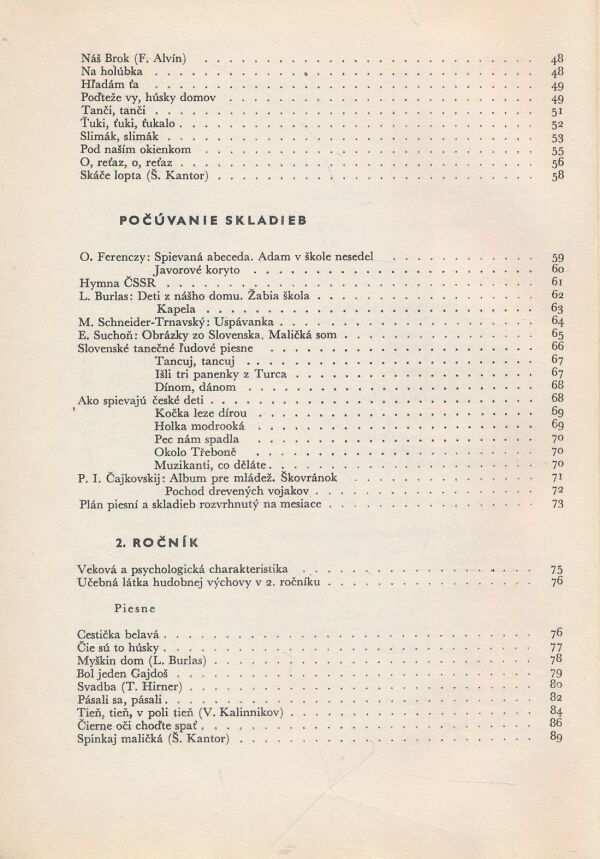 Náš Brok (F. Alvín) . . . . . . . . . . . . . . . . . . . . 48
Na holúbka . . . . . . . . . . . . . . . . . . . . 48
Hľadám ťa . . . . . . . . . . . . . . . . . . . . 49
Poďteže vy, húsky domov . . . . . . . . . . . . . . . . . . . . 49
Tanči, tanči . . . . . . . . . . . . . . . . . . . . 51
Ťuki, ťuki, ťukalo . . . . . . . . . . . . . . . . . . . . 52
Slimák, slimák . . . . . . . . . . . . . . . . . . . . 53
Pod naším okienkom . . . . . . . . . . . . . . . . . . . . 55
O, reťaz, o, reťaz . . . . . . . . . . . . . . . . . . . . 56
Skáče lopta (Š. Kantor) . . . . . . . . . . . . . . . . . . . . 58
POČÚVANIE SKLADIEB
O. Ferenczy: Spievaná abeceda. Adam v škole nesedel . . . . . . . . . . 59
Javorové koryto . . . . . . . . . . . . . . . . . . . . 60
Hymna ČSSR . . . . . . . . . . . . . . . . . . . . 61
L. Burlas: Deti z nášho domu. Žabia škola . . . . . . . . . . . . . . . 62
Kapela . . . . . . . . . . . . . . . . . . . . 63
M. Schneider-Trnavský: Uspávanka . . . . . . . . . . . . . . . . . 64
E. Suchoň: Obrázky zo Slovenska. Maličká som . . . . . . . . . . . . . 65
Slovenské tanečné ľudové piesne . . . . . . . . . . . . . . . . . 66
Tancuj, tancuj . . . . . . . . . . . . . . . . . . . . 67
Išli tri panenky z Turca . . . . . . . . . . . . . . . . 67
Dínom, dánom . . . . . . . . . . . . . . . . . . . . 68
Ako spievajú české deti . . . . . . . . . . . . . . . . . . . . 68
Kočka leze dírou . . . . . . . . . . . . . . . . . . 69
Holka modrooká . . . . . . . . . . . . . . . . . . 69
Pec nám spadla . . . . . . . . . . . . . . . . . . 70
Okolo Třeboně . . . . . . . . . . . . . . . . . . 70
Muzikanti, co děláte . . . . . . . . . . . . . . . . . 70
P. I. Čajkovskij: Album pre mládež. Škovránok . . . . . . . . . . . . . 71
Pochod drevených vojakov . . . . . . . . . . . . . . 72
Plán piesní a skladieb rozvrhnutý na mesiace . . . . . . . . . . . . . 73
2. ROČNÍK
Veková a psychologická charakteristika . . . . . . . . . . . . . . . 75
Učebná látka hudobnej výchovy v 2. ročníku . . . . . . . . . . . . . 76
Piesne
Cestička belavá . . . . . . . . . . . . . . . . . . . . 76
Čie sú to húsky . . . . . . . . . . . . . . . . . . . . 77
Myškin dom (L. Burlas) . . . . . . . . . . . . . . . . . . . . 78
Bol jeden Gajdoš . . . . . . . . . . . . . . . . . . . . 79
Svadba (T. Hirner) . . . . . . . . . . . . . . . . . . . . 80
Pásali sa, pásali . . . . . . . . . . . . . . . . . . . . 82
Tieň, tieň, v poli tieň (V. Kalinnikov) . . . . . . . . . . . . . . . . 84
Čierne oči choďte spať . . . . . . . . . . . . . . . . . . . . 86
Spinkaj maličká (Š. Kantor) . . . . . . . . . . . . . . . . . . . . 89